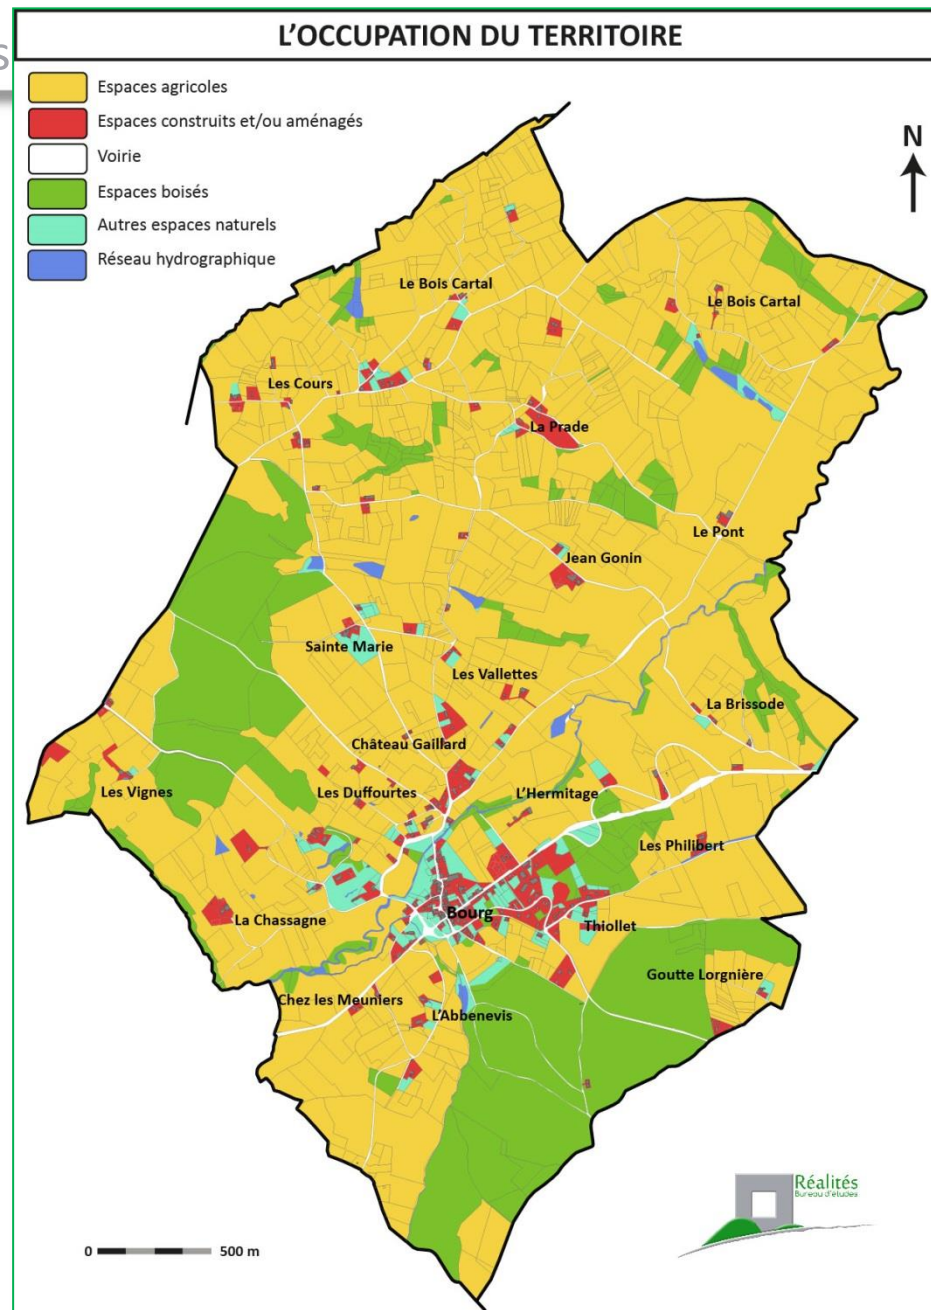 S
L'OCCUPATION DU TERRITOIRE
Espaces agricoles
Espaces construits et/ou aménagés
Voirie
Espaces boisés
Autres espaces naturels
Réseau hydrographique
N
Le Bois Cartal
Le Bois Cartal
Les Cours
La Prade
Le Pont
Jean Gonin
Sainte Marie
Les Vallettes
La Brissode
Château Gaillard
Les Vignes
Les Duffourtes
L'Hermitage
Les Philibert
La Chassagne
Bourg
Thiollet
Goutte Lorgnière
Chez les Meuniers
L'Abbenevis
Réalités
Bureau d'études
0 500 m